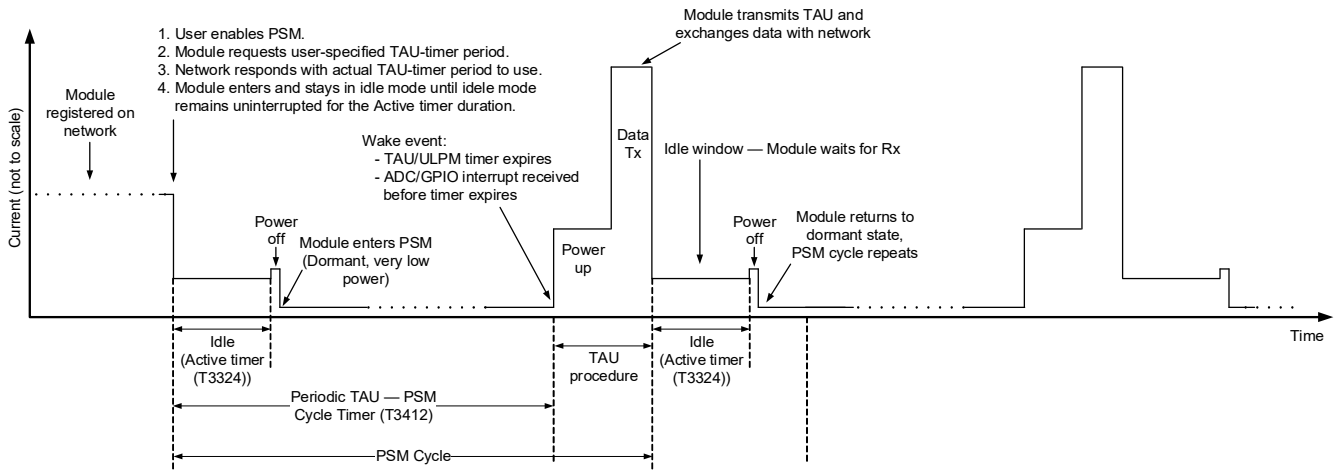 Module transmits TAU and
exchanges data with network
1. User enables PSM.
2. Module requests user-specified TAU-timer period.
3. Network responds with actual TAU-timer period to use.
4. Module enters and stays in idle mode until idele mode
remains uninterrupted for the Active timer duration.
Module
registered on
network
Current (not to scale)
Wake event:
- TAU/ULPM timer expires
- ADC/GPIO interrupt received
before timer expires
Data
Tx
Idle window — Module waits for Rx
Power
off
Module enters PSM
(Dormant, very low
power)
Power
up
Power
off
Module returns to
dormant state,
PSM cycle repeats
Time
Idle
(Active timer
(T3324))
TAU
procedure
Idle
(Active timer
(T3324))
Periodic TAU — PSM
Cycle Timer (T3412)
PSM Cycle